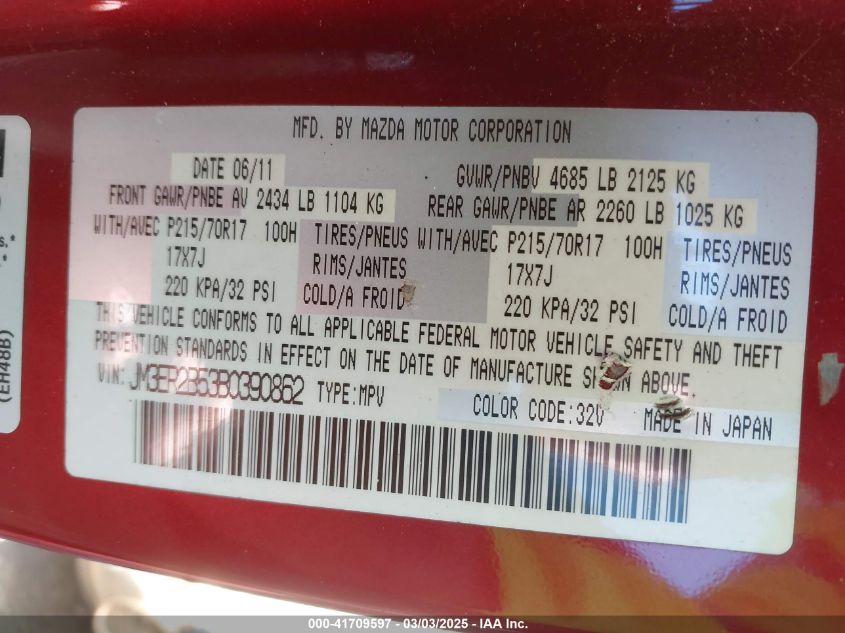 MFD. BY MAZDA MOTOR CORPORATION
DATE 06/11 GVWR/PNBV 4685 LB 2125 KG
FRONT GAWR/PNBE AV 2434 LB 1104 KG REAR GAWR/PNBE AR 2260 LB 1025 KG
WITH/AVEC P215/70R17 100H TIRES/PNEUS WITH/AVEC P215/70R17 100H TIRES/PNEUS
17X7J RIMS/JANTES 17X7J RIMS/JANTES
220 KPA/32 PSI COLD/A FROID 220 KPA/32 PSI COLD/A FROID
THIS VEHICLE CONFORMS TO ALL APPLICABLE FEDERAL MOTOR VEHICLE SAFETY AND THEFT
PREVENTION STANDARDS IN EFFECT ON THE DATE OF MANUFACTURE SHOWN ABOVE.
VIN: JM3ER2B53B0390862 TYPE:MPV
COLOR CODE:32V MADE IN JAPAN
(EH48B)
000-41709597 - 03/03/2025 - IAA Inc.